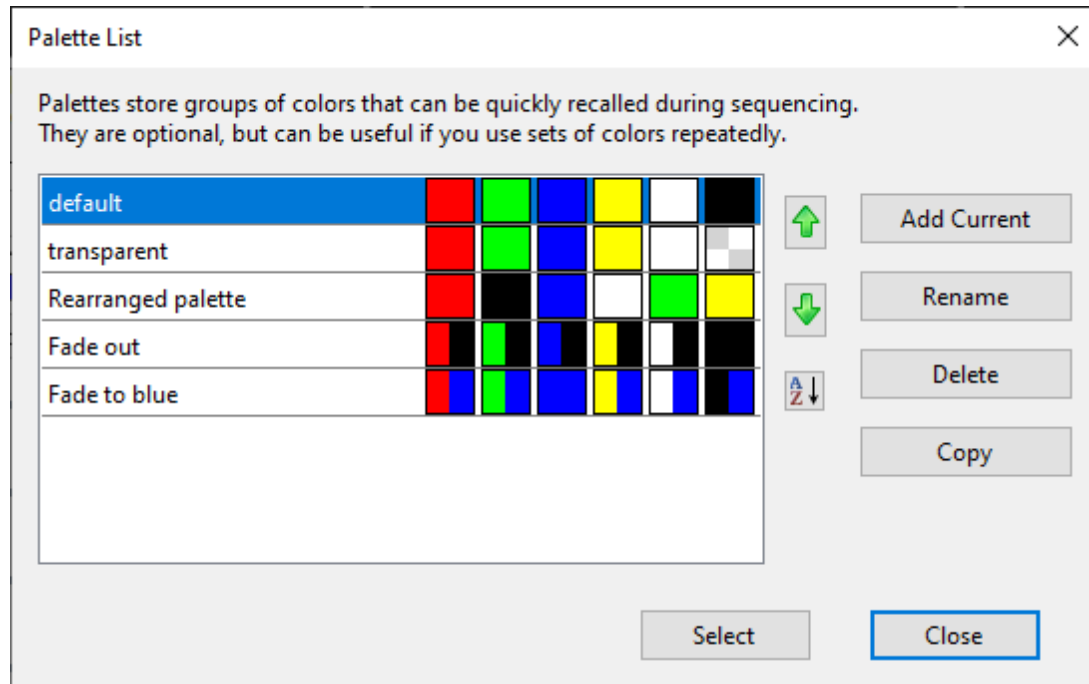 Palette List
Palettes store groups of colors that can be quickly recalled during sequencing.
They are optional, but can be useful if you use sets of colors repeatedly.
default
transparent
Rearranged palette
Fade out
Fade to blue
A
Z
Add Current
Rename
Delete
Copy
Select
Close